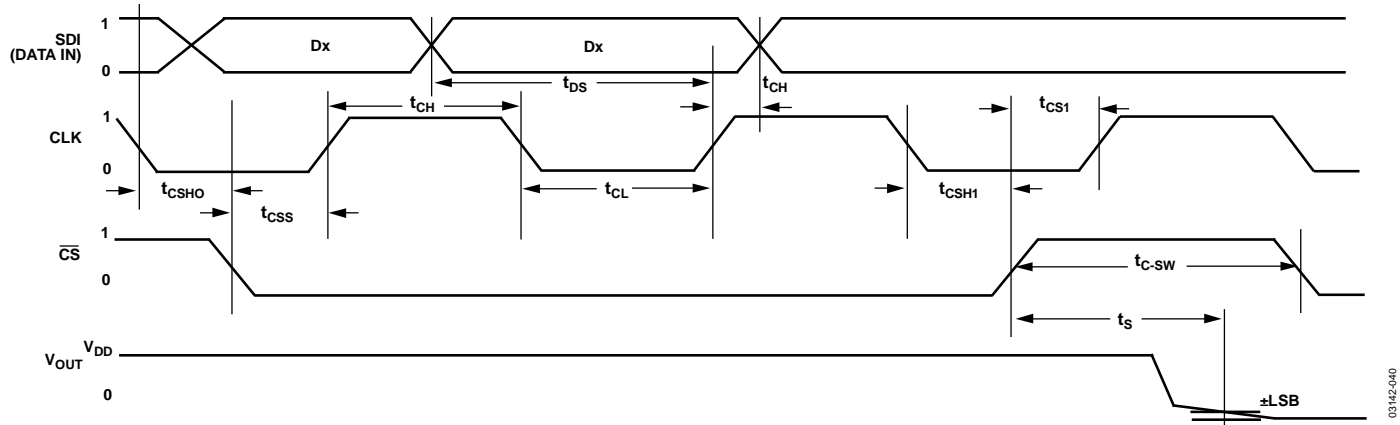 SDI
(DATA IN)
1
0
Dx
Dx
tDS
tCH
CLK
1
0
tCH
tCL
tCSHO
tCSS
tCSH1
tCS1
CS
1
0
tC-SW
tS
VOUT
VDD
0
±LSB
03142-040